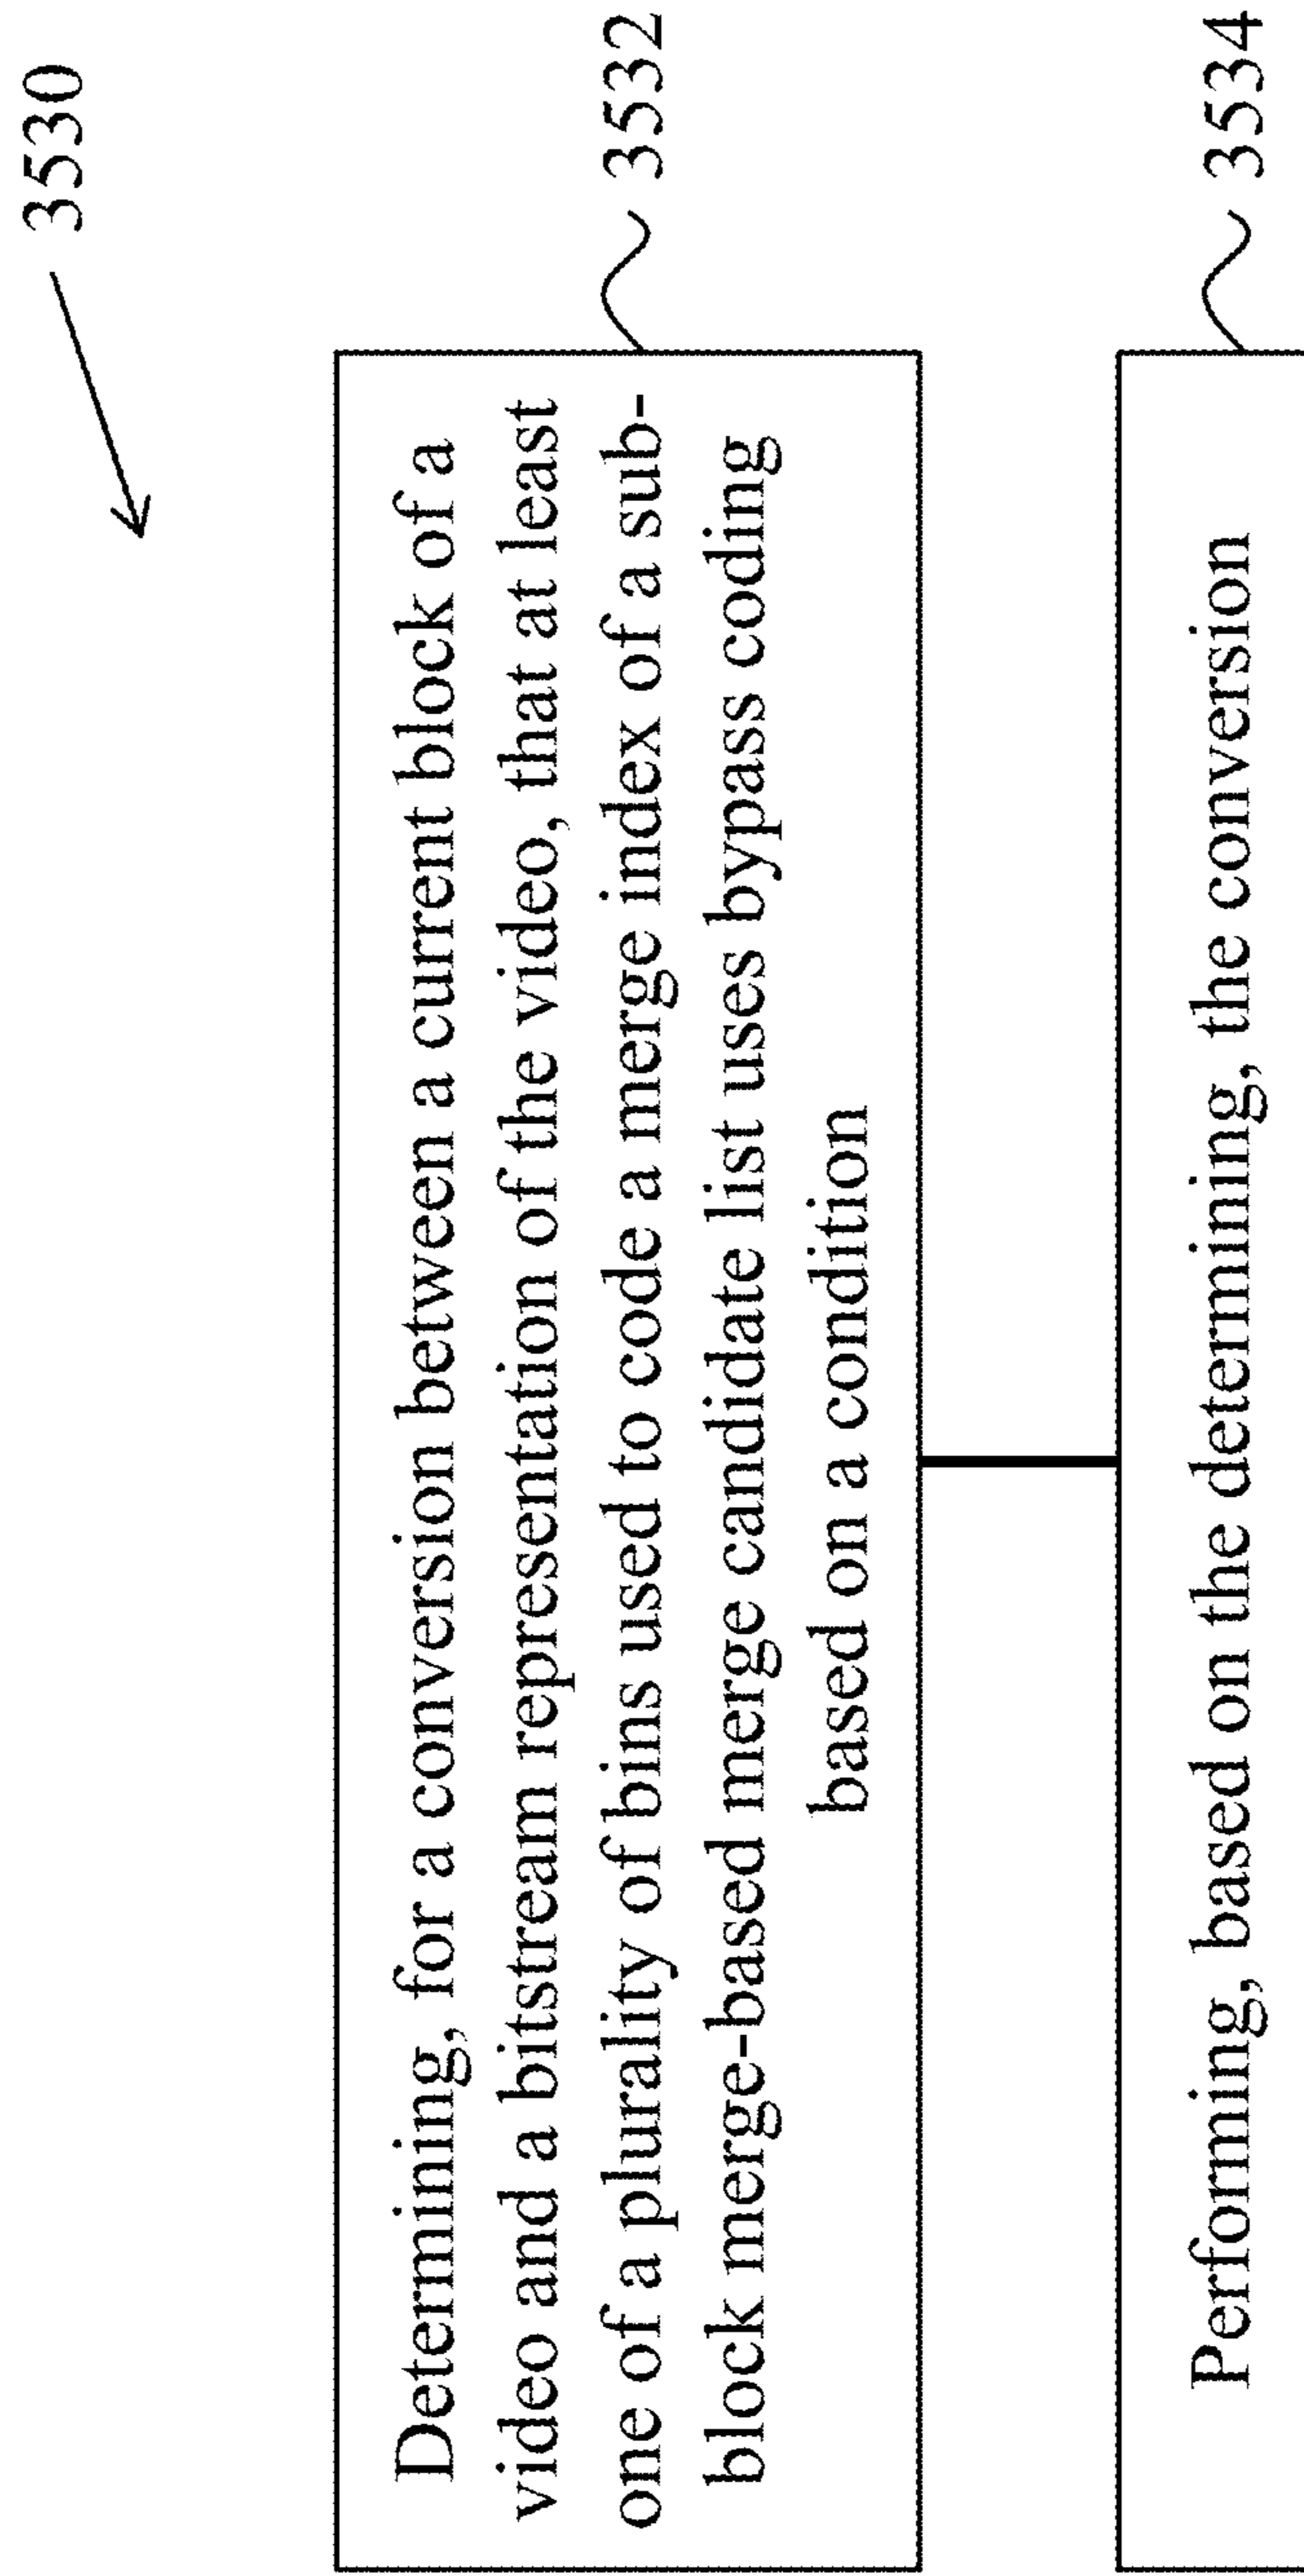 3530
Determining, for a conversion between a current block of a
video and a bitstream representation of the video, that at least
one of a plurality of bins used to code a merge index of a sub-
block merge-based merge candidate list uses bypass coding
based on a condition
3532
Performing, based on the determining, the conversion
3534